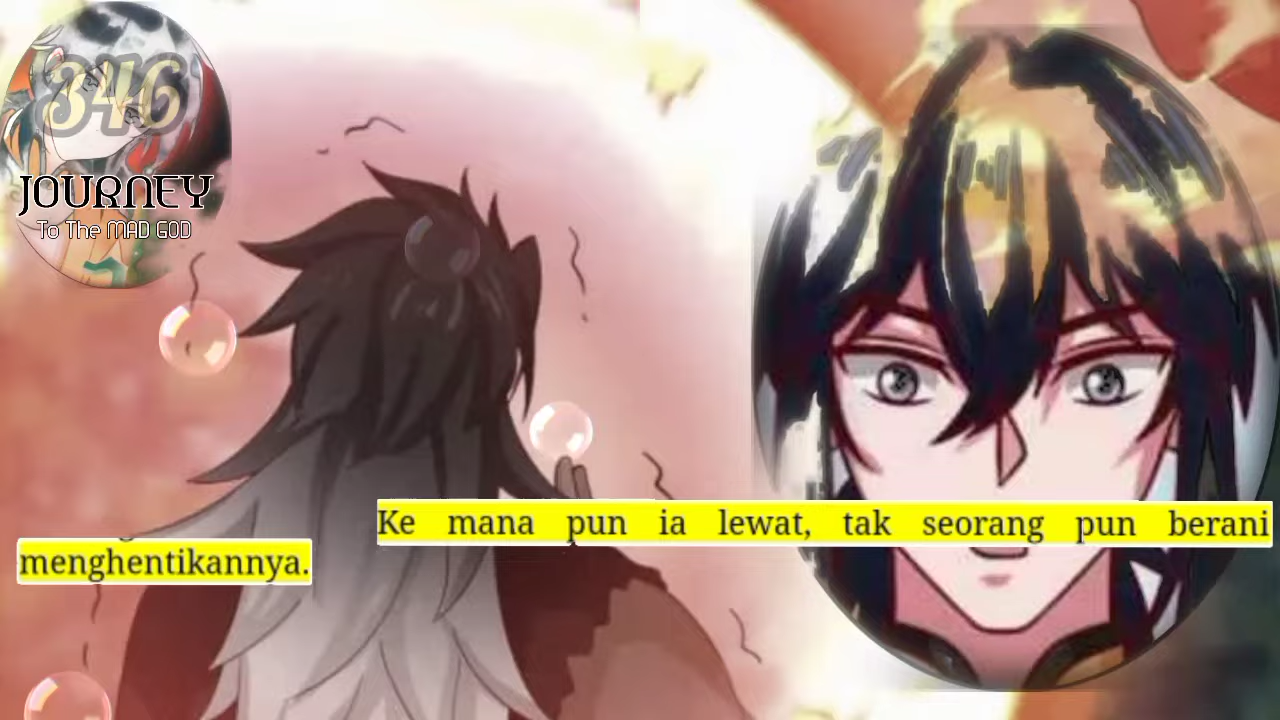 346
JOURNEY
To The MAD GOD
Ke mana pun ia lewat, tak seorang pun berani
menghentikannya.